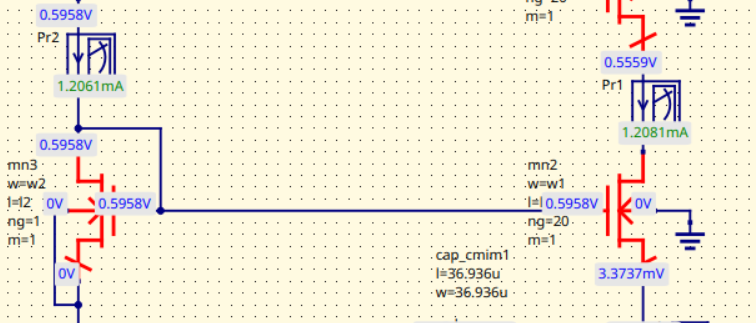 0.5958V
Pr2
1.2061mA
0.5958V
mn3
w=w2
l=l2
ng=1
m=1
0V
0.5958V
0V
m=1
0.5559V
Pr1
1.2081mA
mn2
w=w1
0.5958V
0V
ng=20
m=1
3.3737mV
cap_cmim1
l=36.936u
w=36.936u